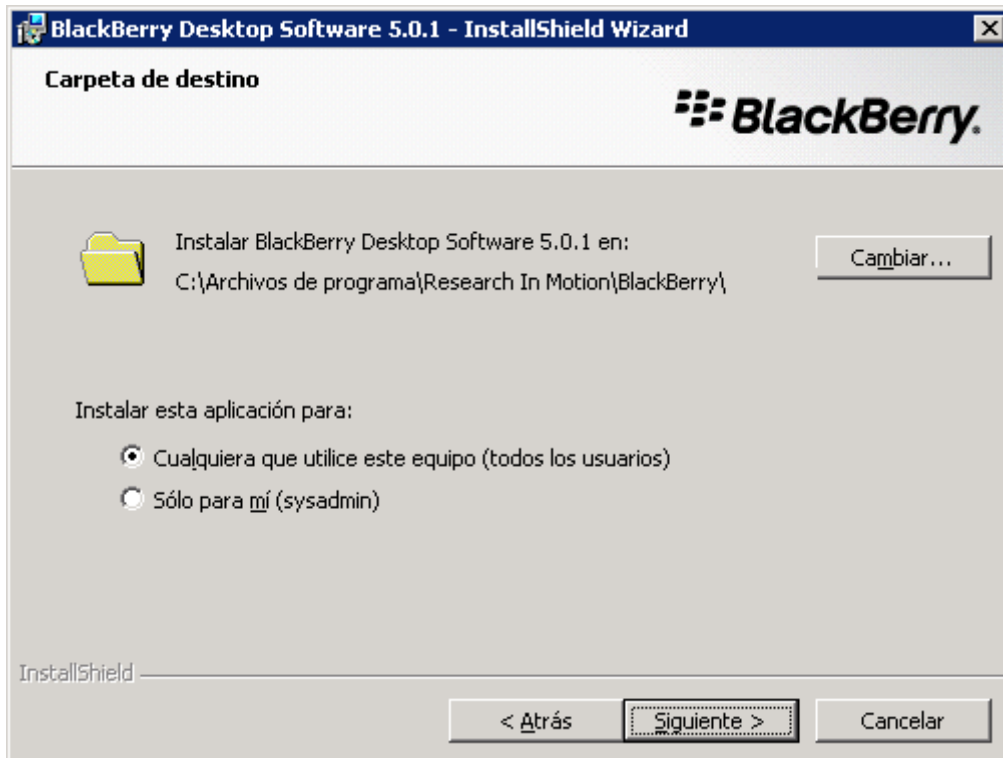 BlackBerry Desktop Software 5.0.1 - InstallShield Wizard
Carpeta de destino
BlackBerry.
Instalar BlackBerry Desktop Software 5.0.1 en:
C:\Archivos de programa\Research In Motion\BlackBerry\
Cambiar...
Instalar esta aplicación para:
Cualquiera que utilice este equipo (todos los usuarios)
Sólo para mí (sysadmin)
InstallShield
< Atrás
Siguiente >
Cancelar